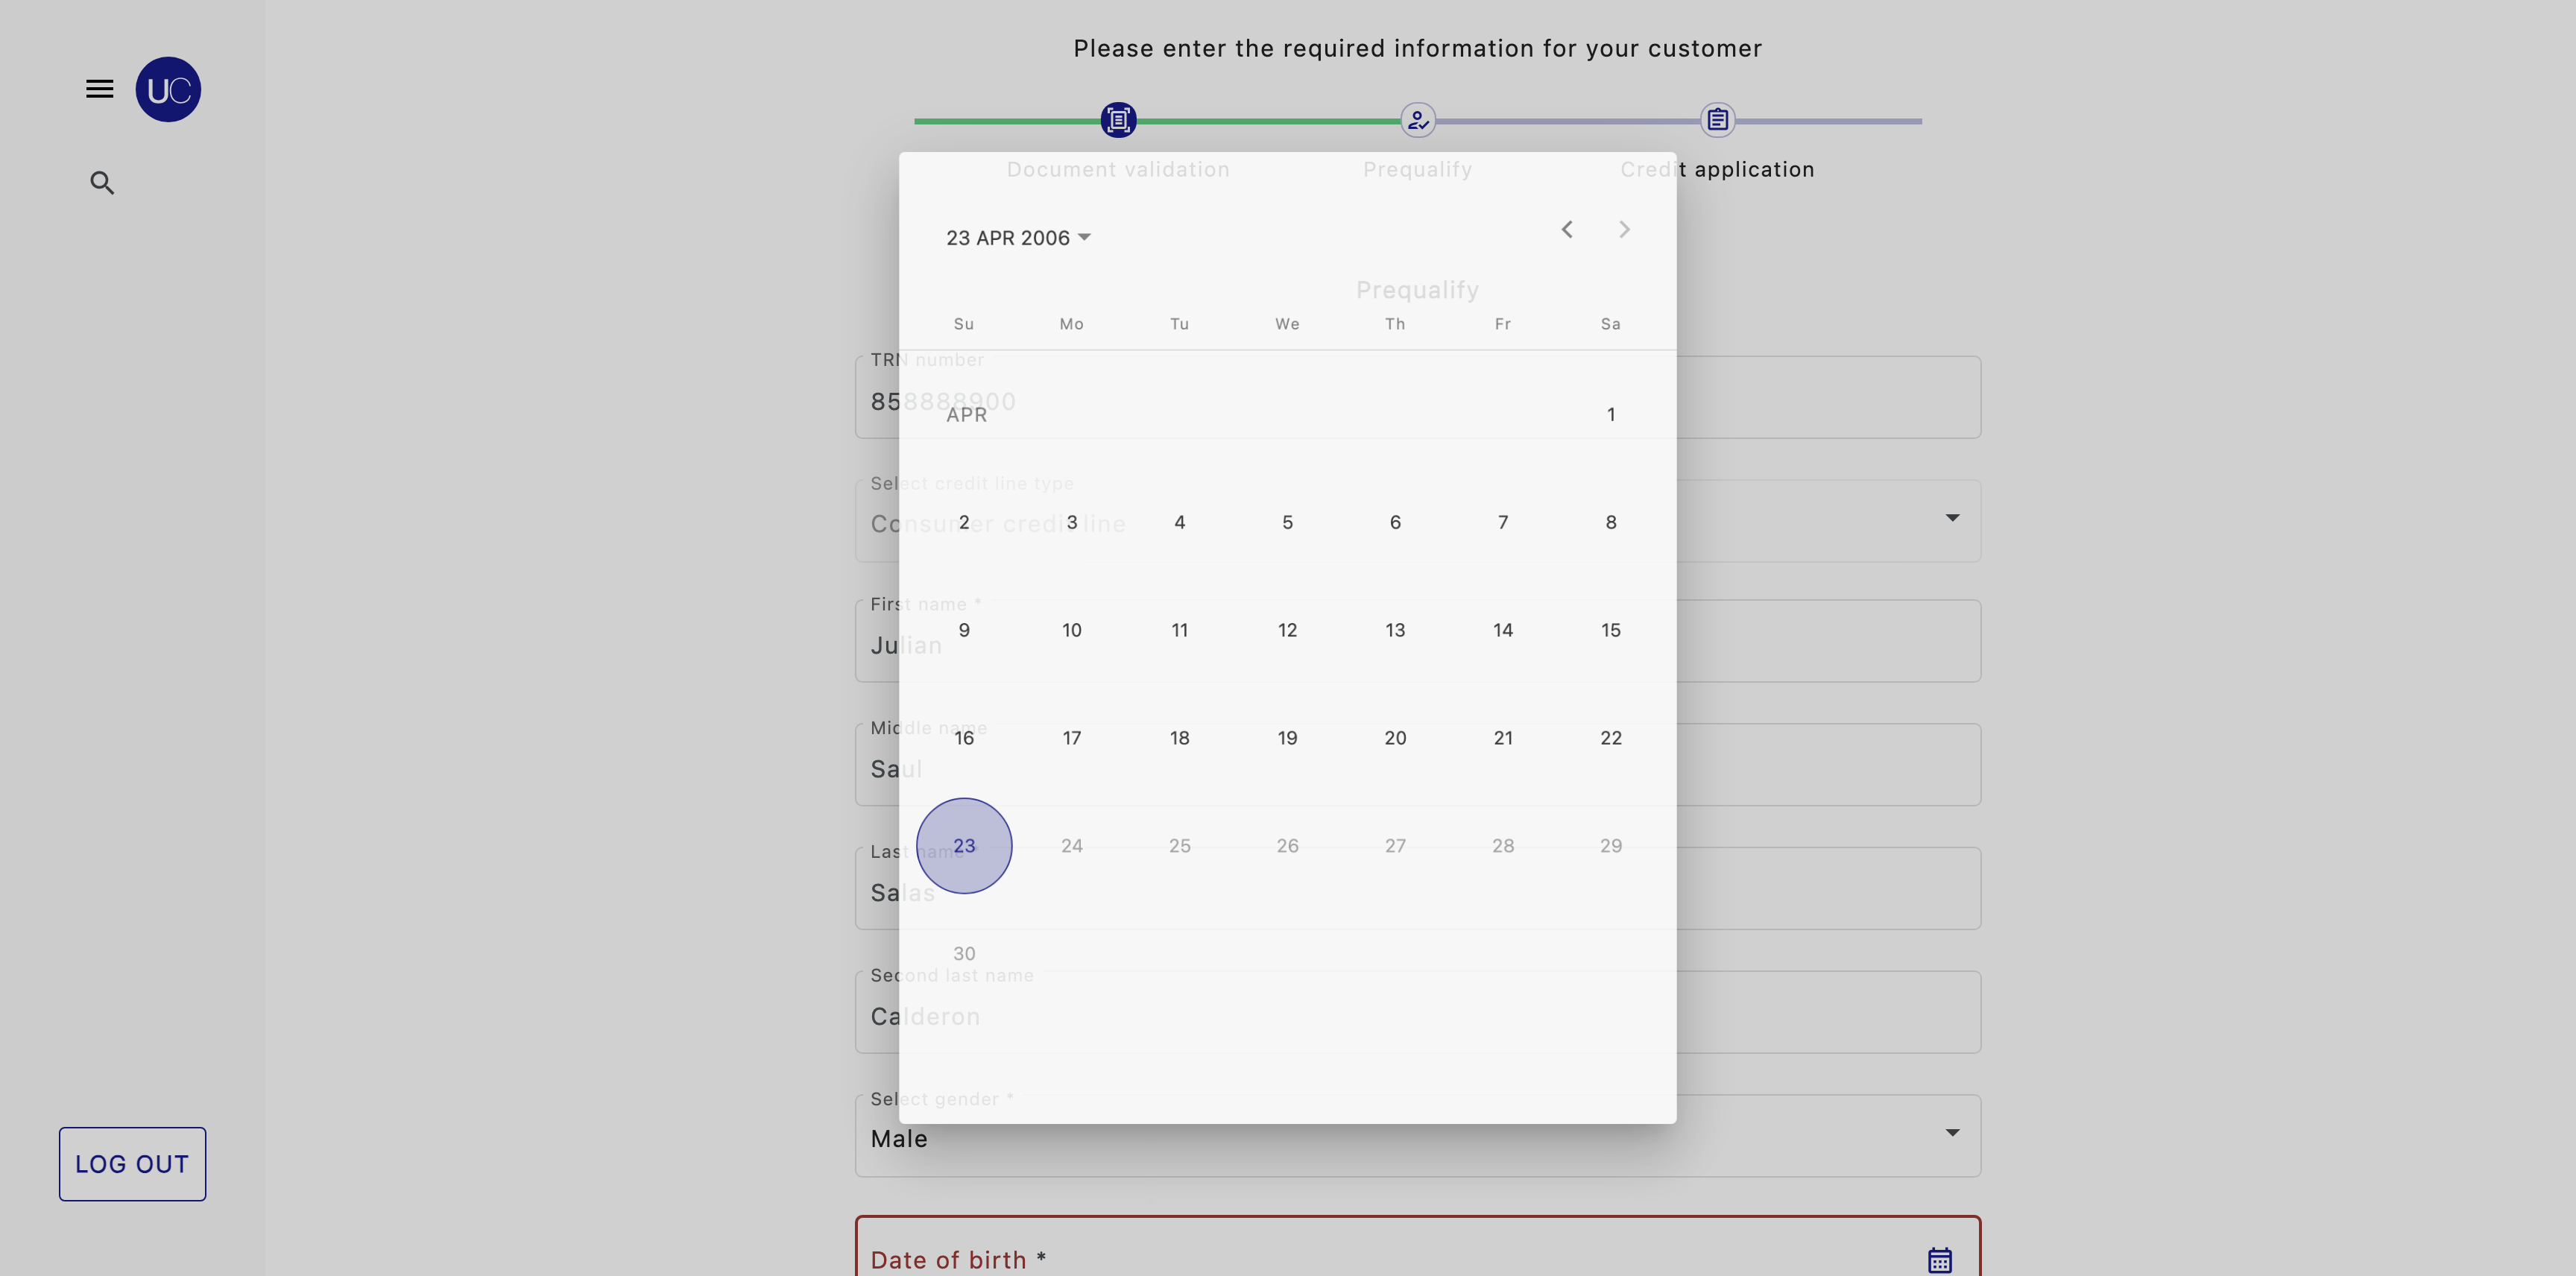 Please enter the required information for your customer
UC
Document validation
Prequalify
Credit application
23 APR 2006
Prequalify
Su Mo Tu We Th Fr Sa
TRN number
858888900
APR 1
Select credit line type
Consumer credit line
2 3 4 5 6 7 8
First name *
9 10 11 12 13 14 15
Julian
Middle name
16 17 18 19 20 21 22
Saul
Last name *
23 24 25 26 27 28 29
Salas
30
Second last name
Calderon
Select gender *
Male
LOG OUT
Date of birth *